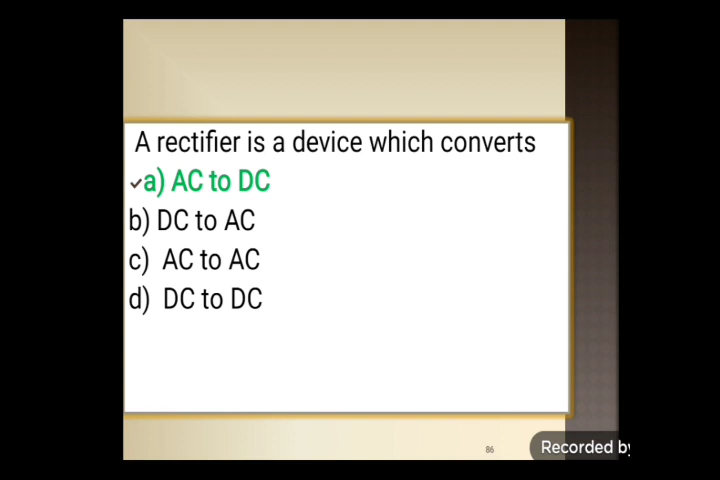 A rectifier is a device which converts
✓a) AC to DC
b) DC to AC
c) AC to AC
d) DC to DC
86
Recorded by